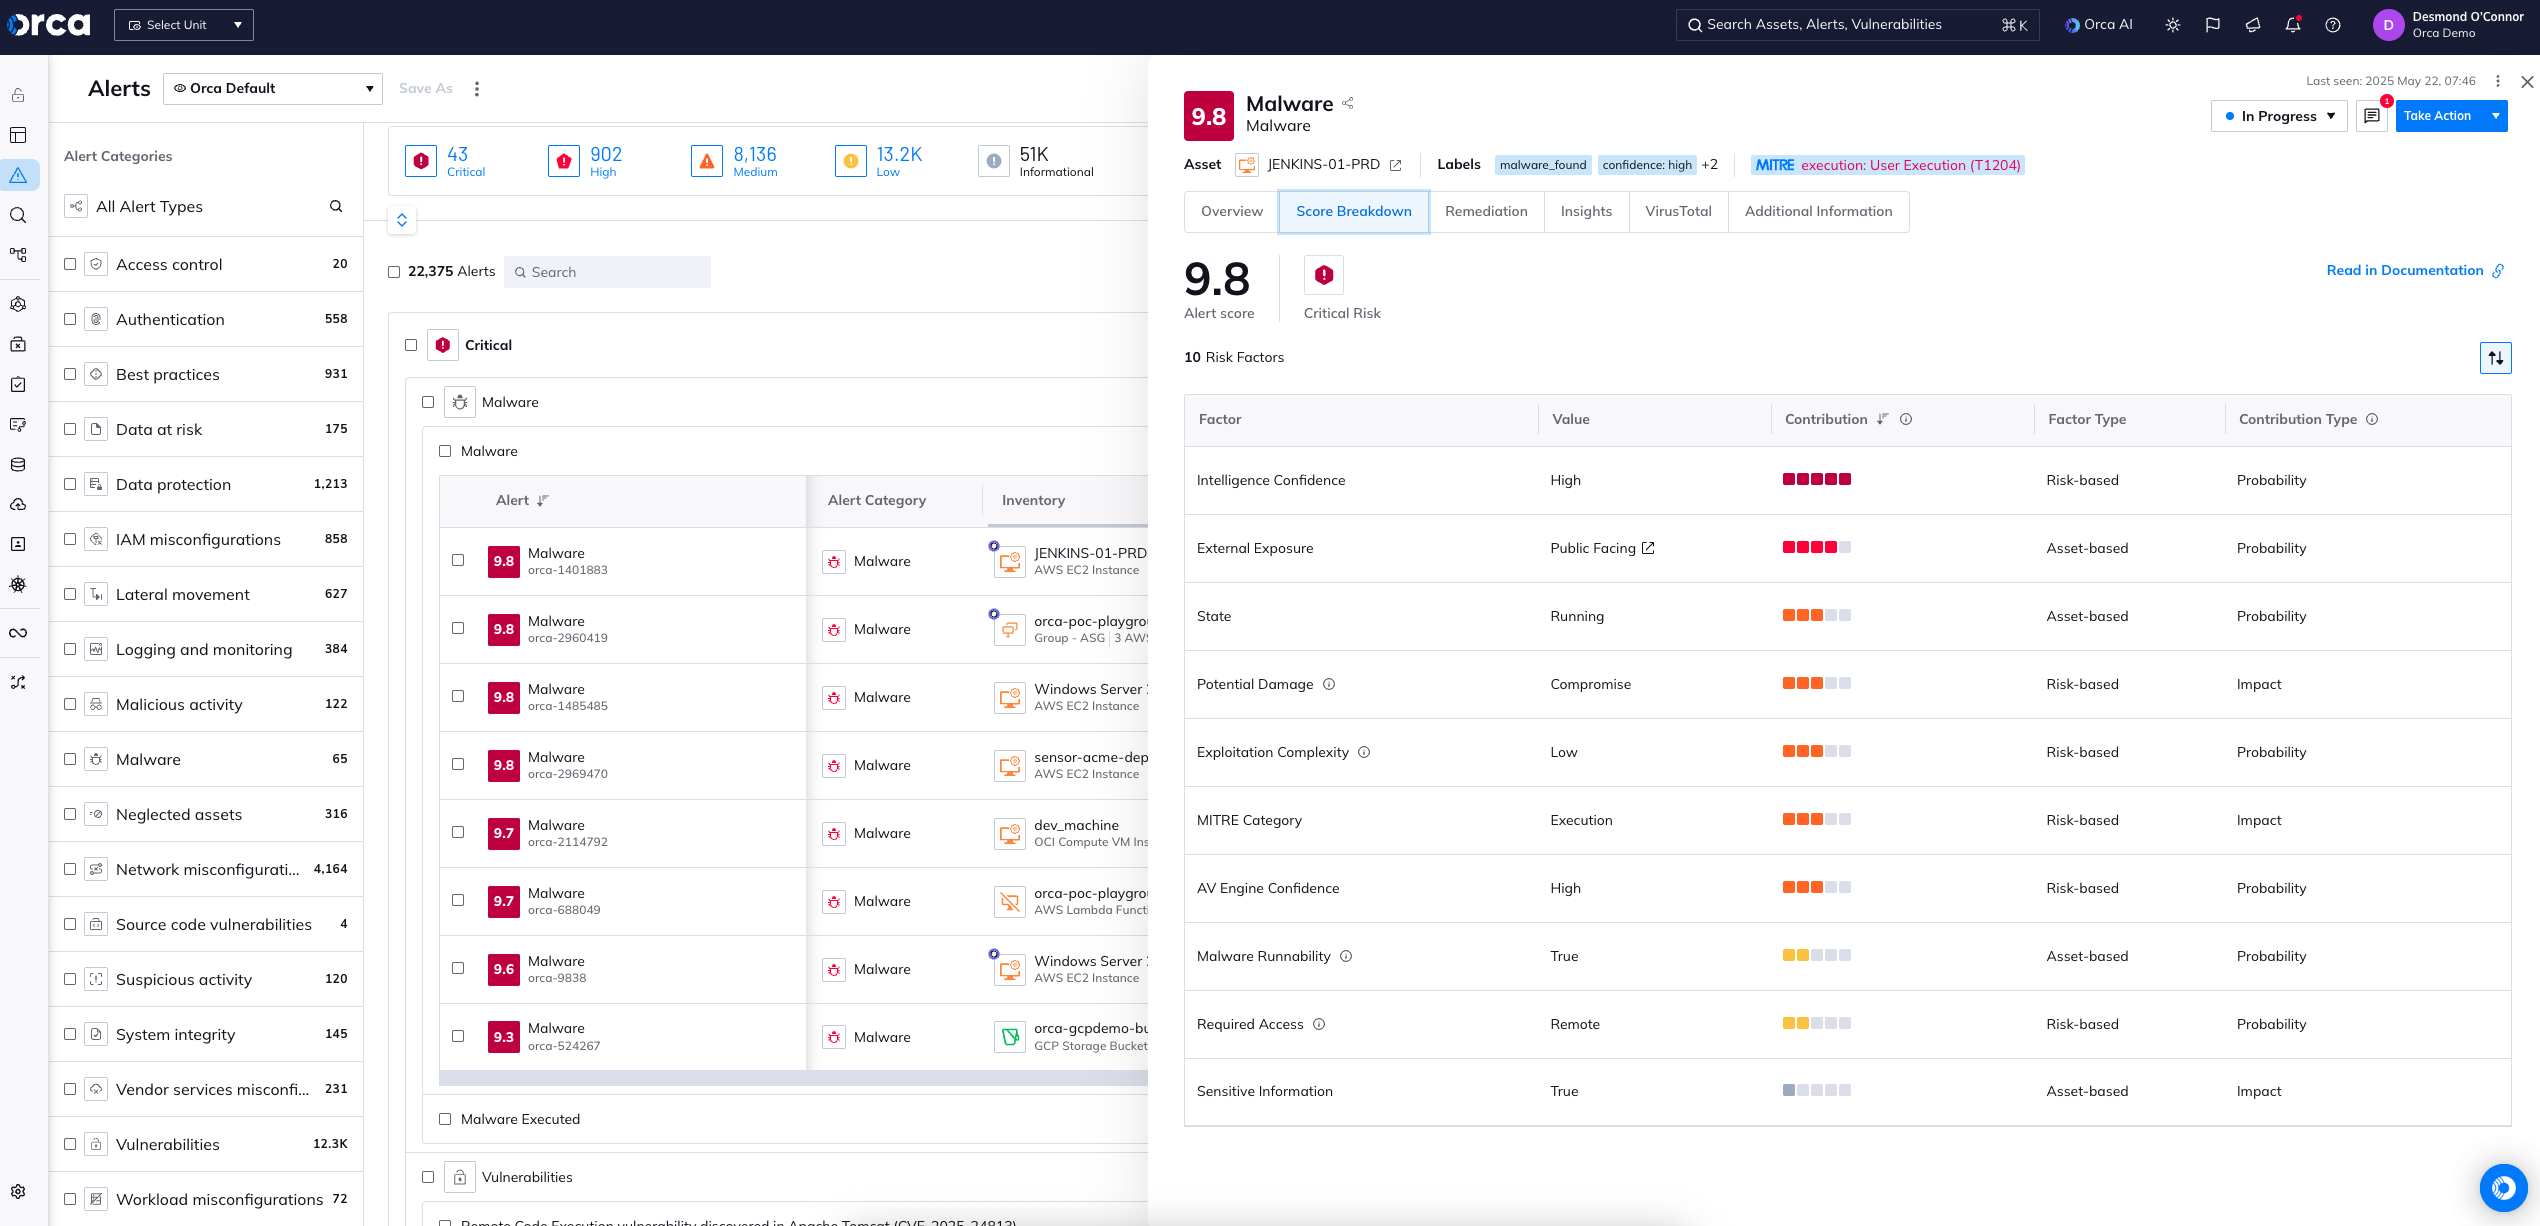 orca
Select Unit
Search Assets, Alerts, Vulnerabilities
⌘ K
Orca AI
D
Desmond O'Connor
Orca Demo
Alerts
Orca Default
Save As
Alert Categories
All Alert Types
Access control 20
Authentication 558
Best practices 931
Data at risk 175
Data protection 1,213
IAM misconfigurations 858
Lateral movement 627
Logging and monitoring 384
Malicious activity 122
Malware 65
Neglected assets 316
Network misconfigurati... 4,164
Source code vulnerabilities 4
Suspicious activity 120
System integrity 145
Vendor services misconfi... 231
Vulnerabilities 12.3K
Workload misconfigurations 72
43 Critical
902 High
8,136 Medium
13.2K Low
51K Informational
22,375 Alerts
Search
Critical
Malware
Malware
Alert Alert Category Inventory
9.8 Malware Malware JENKINS-01-PRD
orca-1401883 AWS EC2 Instance
9.8 Malware Malware orca-poc-playgrou
orca-2960419 Group - ASG 3 AWS
9.8 Malware Malware Windows Server
orca-1485485 AWS EC2 Instance
9.8 Malware Malware sensor-acme-dep
orca-2969470 AWS EC2 Instance
9.7 Malware Malware dev_machine
orca-2114792 OCI Compute VM Ins
9.7 Malware Malware orca-poc-playgrou
orca-688049 AWS Lambda Functi
9.6 Malware Malware Windows Server
orca-9838 AWS EC2 Instance
9.3 Malware Malware orca-gcpdemo-bu
orca-524267 GCP Storage Bucket
Malware Executed
Vulnerabilities
Remote Code Execution vulnerability discovered in Apache Tomcat (CVE-2025-24813)
Last seen: 2025 May 22, 07:46
9.8
Malware
Malware
In Progress
1
Take Action
Asset JENKINS-01-PRD
Labels malware_found confidence: high +2
MITRE execution: User Execution (T1204)
Overview
Score Breakdown
Remediation
Insights
VirusTotal
Additional Information
9.8
Alert score
Critical Risk
Read in Documentation
10 Risk Factors
Factor Value Contribution Factor Type Contribution Type
Intelligence Confidence High Risk-based Probability
External Exposure Public Facing Asset-based Probability
State Running Asset-based Probability
Potential Damage Compromise Risk-based Impact
Exploitation Complexity Low Risk-based Probability
MITRE Category Execution Risk-based Impact
AV Engine Confidence High Risk-based Probability
Malware Runnability True Asset-based Probability
Required Access Remote Risk-based Probability
Sensitive Information True Asset-based Impact